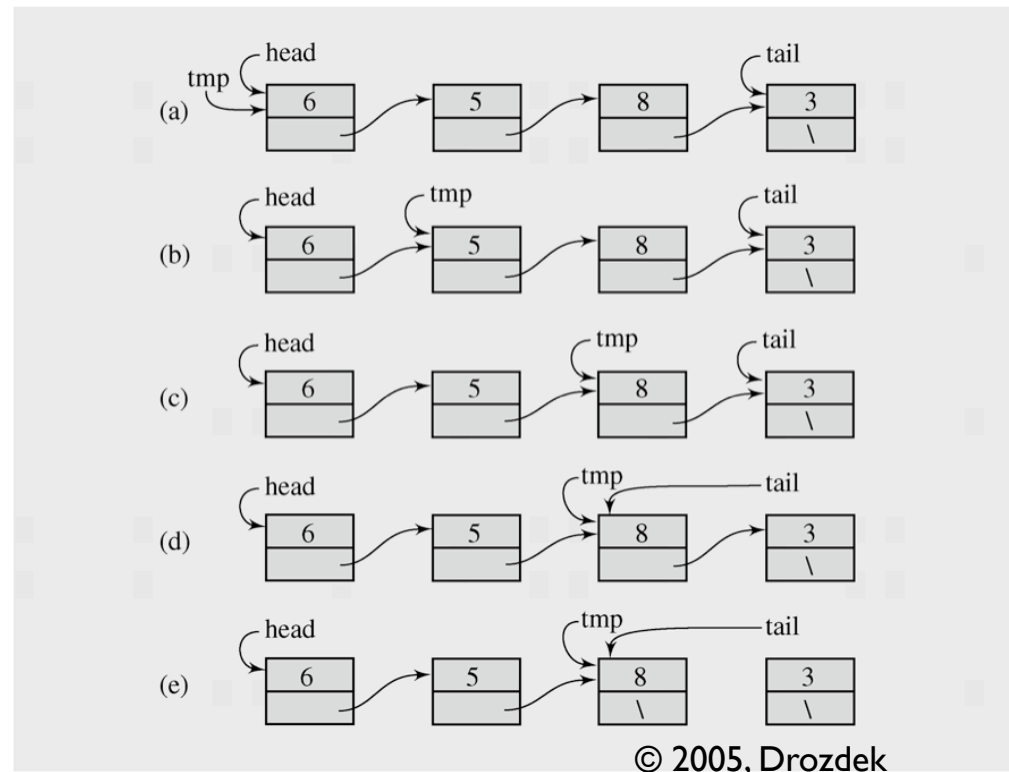 head
tail
tmp
(a) 6 5 8 3
\
head tmp tail
(b) 6 5 8 3
\
head tmp tail
(c) 6 5 8 3
\
head tmp tail
(d) 6 5 8 3
\
head tmp tail
(e) 6 5 8 3
\ \
© 2005, Drozdek